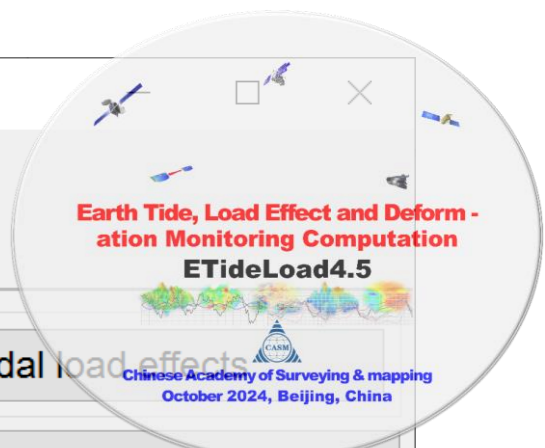 Earth Tide, Load Effect and Deform -
ation Monitoring Computation
ETideLoad4.5
CASM
dal load effects
Chinese Academy of Surveying & mapping
October 2024, Beijing, China